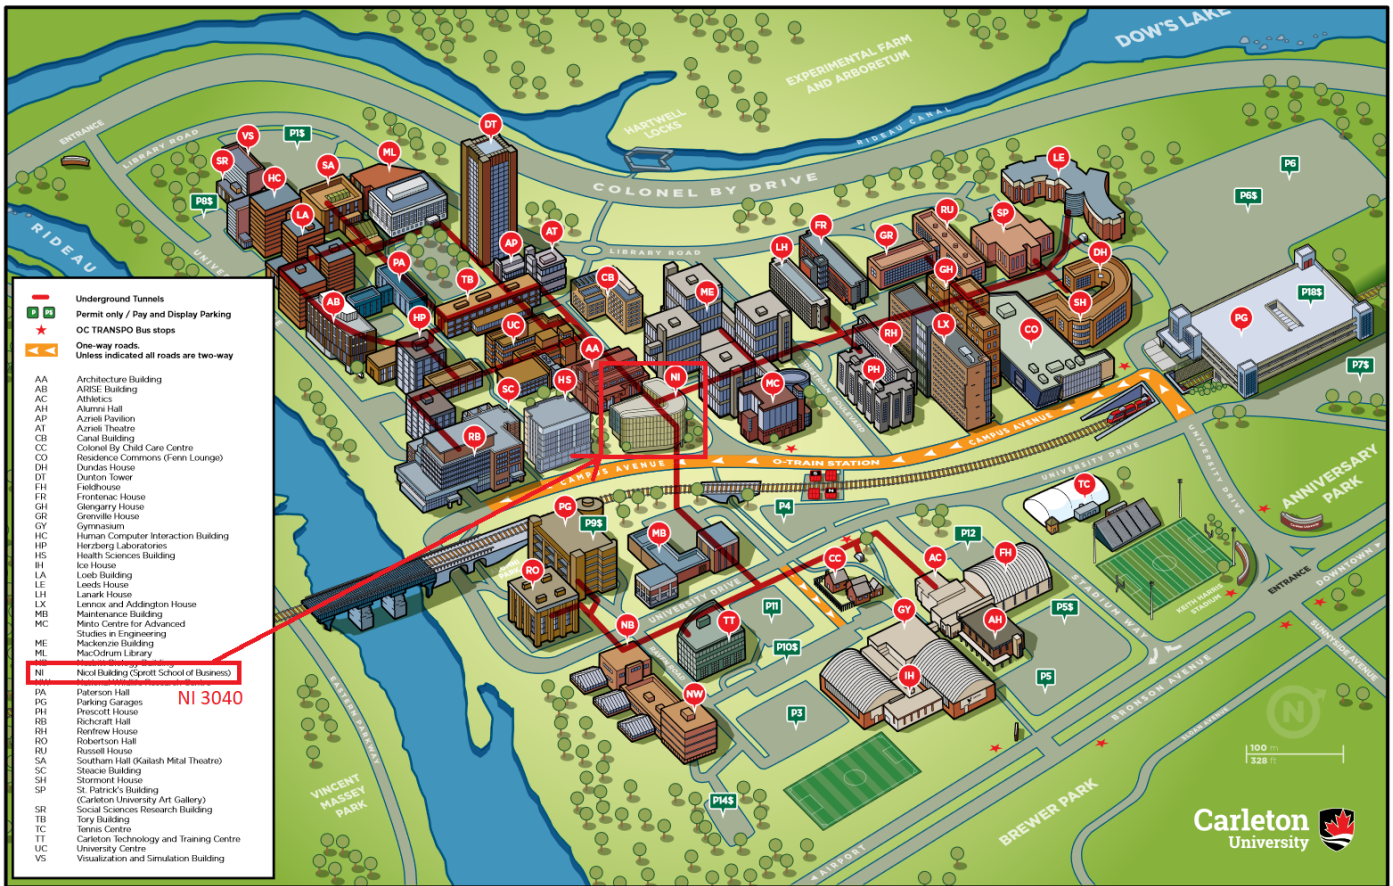 DOW'S LAKE
EXPERIMENTAL FARM
AND ARBORETUM
HARTWELL
LOCKS
RIDEAU CANAL
ENTRANCE
LIBRARY ROAD
COLONEL BY DRIVE
LIBRARY ROAD
RIDEAU
VS
P1$
SR
HC
SA
ML
DT
P8$
LA
AP
AT
PA
TB
CB
ME
LH
FR
GR
RU
SP
LE
P6
P6$
GH
DH
SH
AB
HP
UC
AA
RH
LX
CO
PG
P18$
P7$
SC
HS
NI
MC
PH
RB
CAMPUS AVENUE
O-TRAIN STATION
CAMPUS AVENUE
UNIVERSITY DRIVE
UNIVERSITY DRIVE
ANNIVERSARY
PARK
PG
P9$
MB
P4
TC
P12
RO
CC
AC
FH
UNIVERSITY DRIVE
P11
GY
P5$
AH
STADIUM WAY
ENTRANCE
DOWNTOWN
SUNNYSIDE AVENUE
NB
TT
P10$
IH
P5
NW
P3
BRONSON AVENUE
P14$
BREWER PARK
AIRPORT
EASTERN PARKWAY
VINCENT
MASSEY
PARK
N
100 m
328 ft
Carleton
University
Underground Tunnels
P P$ Permit only / Pay and Display Parking
OC TRANSPO Bus stops
One-way roads.
Unless indicated all roads are two-way
AA Architecture Building
AB ARISE Building
AC Athletics
AH Alumni Hall
AP Azrieli Pavilion
AT Azrieli Theatre
CB Canal Building
CC Colonel By Child Care Centre
CO Residence Commons (Fenn Lounge)
DH Dundas House
DT Dunton Tower
FH Fieldhouse
FR Frontenac House
GH Glengarry House
GR Grenville House
GY Gymnasium
HC Human Computer Interaction Building
HP Herzberg Laboratories
HS Health Sciences Building
IH Ice House
LA Loeb Building
LE Leeds House
LH Lanark House
LX Lennox and Addington House
MB Maintenance Building
MC Minto Centre for Advanced
Studies in Engineering
ME Mackenzie Building
ML MacOdrum Library
NI Nicol Building (Sprott School of Business)
NI 3040
PA Paterson Hall
PG Parking Garages
PH Prescott House
RB Richcraft Hall
RH Renfrew House
RO Robertson Hall
RU Russell House
SA Southam Hall (Kailash Mital Theatre)
SC Steacie Building
SH Stormont House
SP St. Patrick's Building
(Carleton University Art Gallery)
SR Social Sciences Research Building
TB Tory Building
TC Tennis Centre
TT Carleton Technology and Training Centre
UC University Centre
VS Visualization and Simulation Building